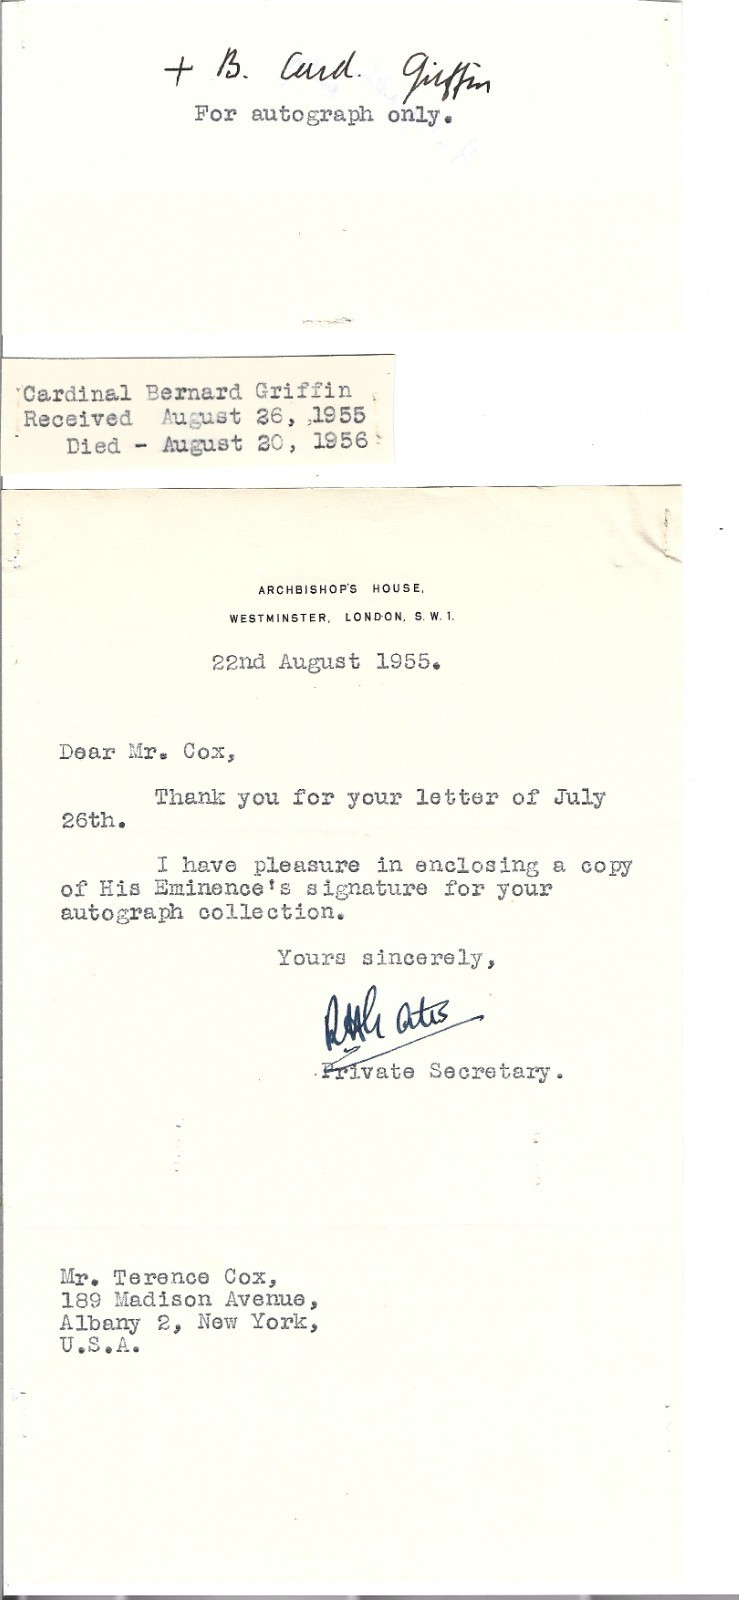 + B. Card. Griffin
For autograph only.
Cardinal Bernard Griffin
Received August 26, 1955
Died - August 20, 1956
ARCHBISHOP'S HOUSE,
WESTMINSTER, LONDON, S.W.1.
22nd August 1955.
Dear Mr. Cox,
Thank you for your letter of July
26th.
I have pleasure in enclosing a copy
of His Eminence's signature for your
autograph collection.
Yours sincerely,
Private Secretary.
Mr. Terence Cox,
189 Madison Avenue,
Albany 2, New York,
U.S.A.